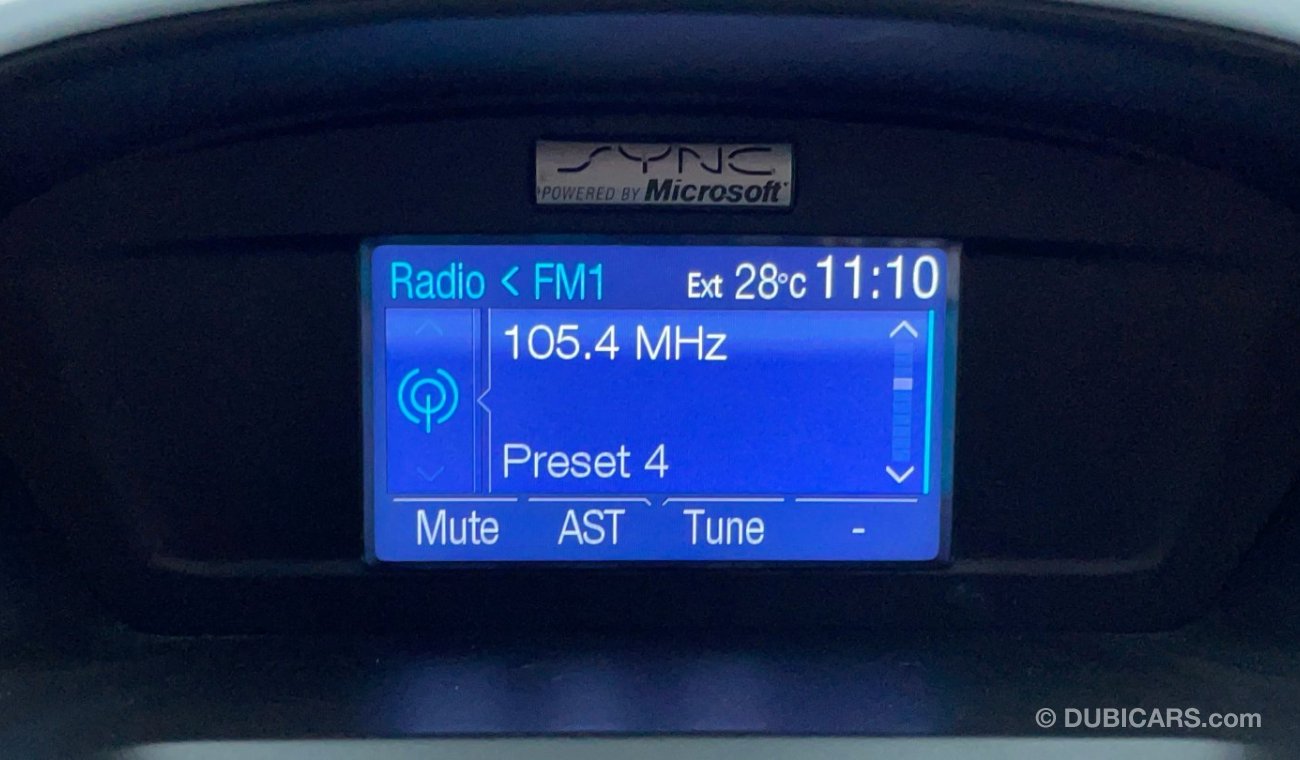 SYNC
POWERED BY Microsoft
Radio < FM1 Ext 28°C 11:10
105.4 MHz
Preset 4
Mute AST Tune -
© DUBICARS.com